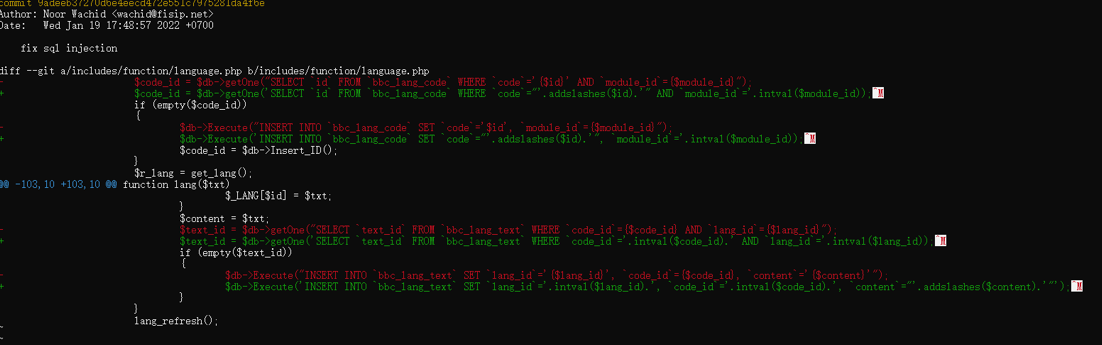 commit 9adeeb37270d6e4eecd472e551c7975281da4f6e
Author: Noor Wachid <wachid@fisip.net>
Date:   Wed Jan 19 17:48:57 2022 +0700
    fix sql injection
diff --git a/includes/function/language.php b/includes/function/language.php
-                       $code_id = $db->getOne("SELECT `id` FROM `bbc_lang_code` WHERE `code`='{$id}' AND `module_id`={$module_id}");
+                       $code_id = $db->getOne('SELECT `id` FROM `bbc_lang_code` WHERE `code`="'.addslashes($id).'" AND `module_id`='.intval($module_id));^M
                        if (empty($code_id))
                        {
-                               $db->Execute("INSERT INTO `bbc_lang_code` SET `code`='$id', `module_id`={$module_id}");
+                               $db->Execute('INSERT INTO `bbc_lang_code` SET `code`="'.addslashes($id).'", `module_id`='.intval($module_id));^M
                                $code_id = $db->Insert_ID();
                        }
                        $r_lang = get_lang();
@@ -103,10 +103,10 @@ function lang($txt)
                                        $_LANG[$id] = $txt;
                                }
                                $content = $txt;
-                               $text_id = $db->getOne("SELECT `text_id` FROM `bbc_lang_text` WHERE `code_id`={$code_id} AND `lang_id`={$lang_id}");
+                               $text_id = $db->getOne('SELECT `text_id` FROM `bbc_lang_text` WHERE `code_id`='.intval($code_id).' AND `lang_id`='.intval($lang_id));^M
                                if (empty($text_id))
                                {
-                                       $db->Execute("INSERT INTO `bbc_lang_text` SET `lang_id`='{$lang_id}', `code_id`={$code_id}, `content`='{$content}'");
+                                       $db->Execute('INSERT INTO `bbc_lang_text` SET `lang_id`='.intval($lang_id).', `code_id`='.intval($code_id).', `content`="'.addslashes($content).'"');^M
                                }
                        }
                        lang_refresh();
~
~